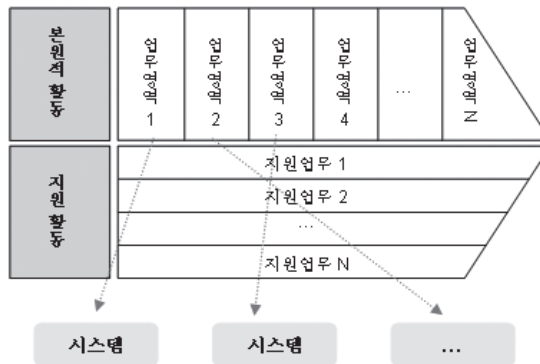 본원적 활동
업무영역 1
업무영역 2
업무영역 3
업무영역 4
...
업무영역 N
지원 활동
지원업무 1
지원업무 2
...
지원업무 N
시스템
시스템
...